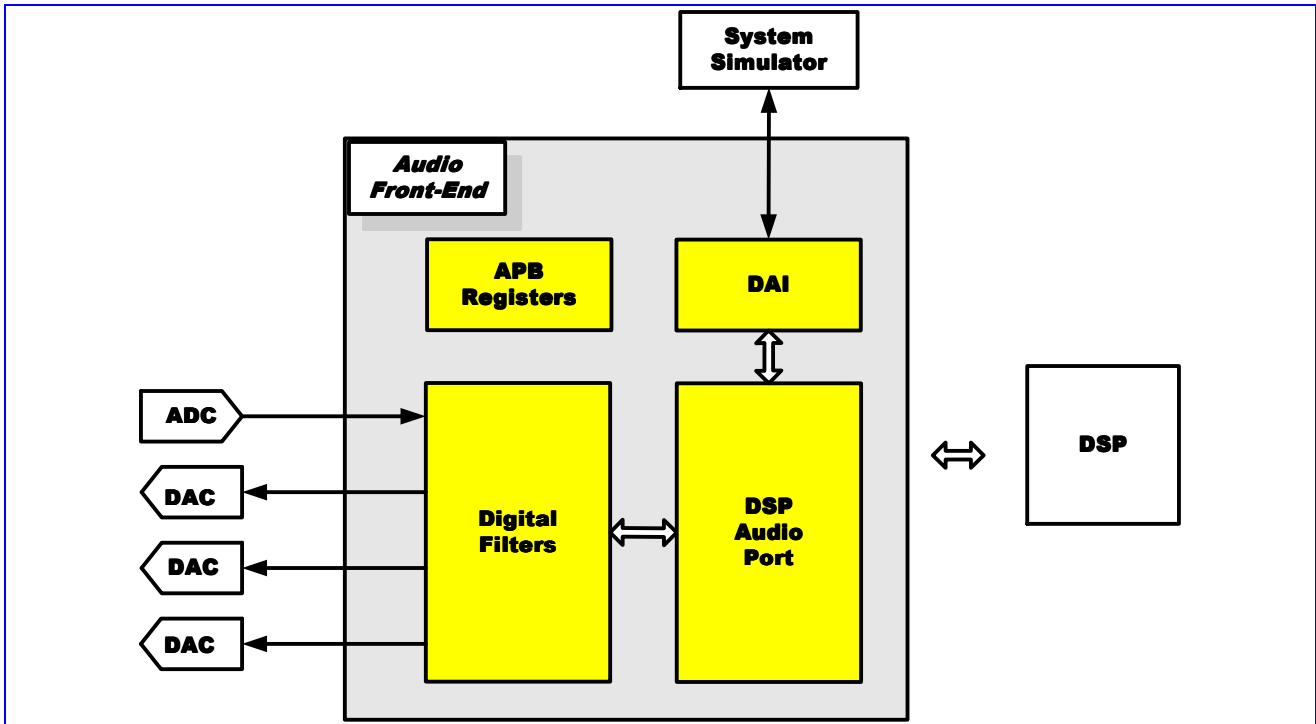 System
Simulator
Audio
Front-End
APB
Registers
DAI
ADC
DAC
DAC
DAC
Digital
Filters
DSP
Audio
Port
DSP